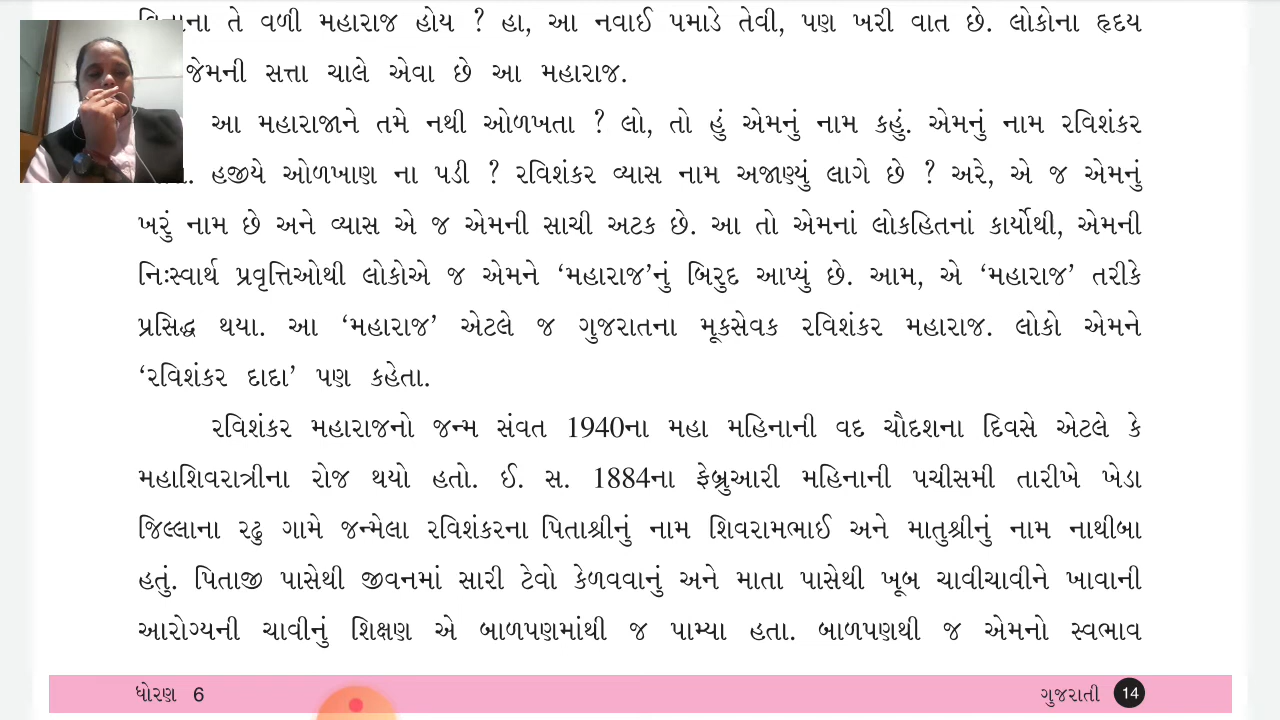 તે વળી મહારાજ હોય ? હા, આ નવાઈ પમાડે તેવી, પણ ખરી વાત છે. લોકોના હૃદય
જેમની સત્તા ચાલે એવા છે આ મહારાજ.
આ મહારાજાને તમે નથી ઓળખતા ? લો, તો હું એમનું નામ કહું. એમનું નામ રવિશંકર
હજીયે ઓળખાણ ના પડી ? રવિશંકર વ્યાસ નામ અજાણ્યું લાગે છે ? અરે, એ જ એમનું
ખરું નામ છે અને વ્યાસ એ જ એમની સાચી અટક છે. આ તો એમનાં લોકહિતનાં કાર્યોથી, એમની
નિઃસ્વાર્થ પ્રવૃત્તિઓથી લોકોએ જ એમને ‘મહારાજ’નું બિરુદ આપ્યું છે. આમ, એ ‘મહારાજ’ તરીકે
પ્રસિદ્ધ થયા. આ ‘મહારાજ’ એટલે જ ગુજરાતના મૂકસેવક રવિશંકર મહારાજ. લોકો એમને
‘રવિશંકર દાદા’ પણ કહેતા.
રવિશંકર મહારાજનો જન્મ સંવત 1940ના મહા મહિનાની વદ ચૌદશના દિવસે એટલે કે
મહાશિવરાત્રીના રોજ થયો હતો. ઈ. સ. 1884ના ફેબ્રુઆરી મહિનાની પચીસમી તારીખે ખેડા
જિલ્લાના રઢુ ગામે જન્મેલા રવિશંકરના પિતાશ્રીનું નામ શિવરામભાઈ અને માતુશ્રીનું નામ નાથીબા
હતું. પિતાજી પાસેથી જીવનમાં સારી ટેવો કેળવવાનું અને માતા પાસેથી ખૂબ ચાવીચાવીને ખાવાની
આરોગ્યની ચાવીનું શિક્ષણ એ બાળપણમાંથી જ પામ્યા હતા. બાળપણથી જ એમનો સ્વભાવ
ધોરણ 6 ગુજરાતી 14